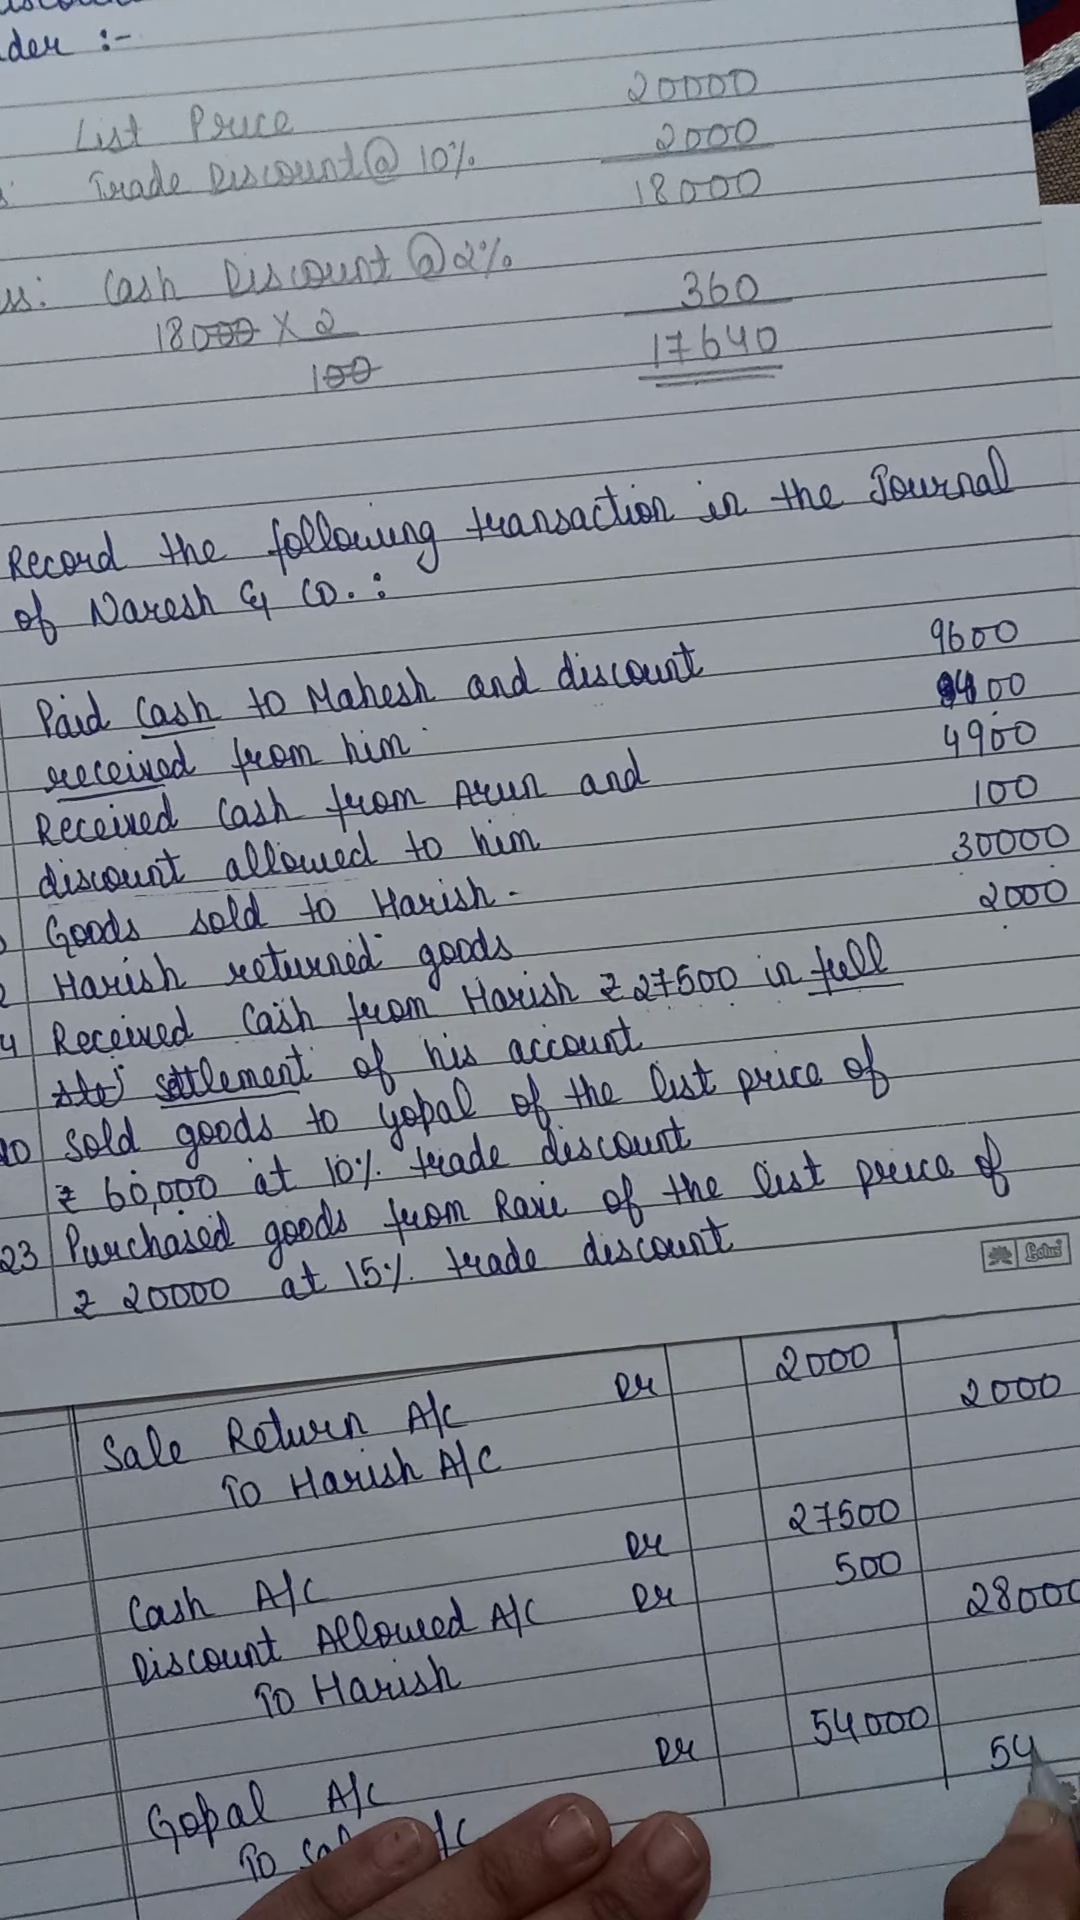 der :-
List Price 20000
Trade Discount @ 10% 2000
18000
ss: Cash Discount @ 2% 360
18000 X 2 17640
100
Record the following transaction in the Journal
of Naresh & CO. :
Paid Cash to Mahesh and discount 9600
received from him. 400
Received Cash from Arun and 4900
discount allowed to him 100
Goods sold to Harish - 30000
Harish returned goods 2000
4 Received Cash from Harish ₹ 27500 in full
settlement of his account
20 Sold goods to Gopal of the list price of
₹ 60,000 at 10% trade discount
23 Purchased goods from Ravi of the list price of
₹ 20000 at 15% trade discount
Lotus
Sale Return A/C Dr 2000
To Harish A/C 2000
Cash A/C Dr 27500
Discount Allowed A/C Dr 500
To Harish 28000
Gopal A/C Dr 54000
To 54